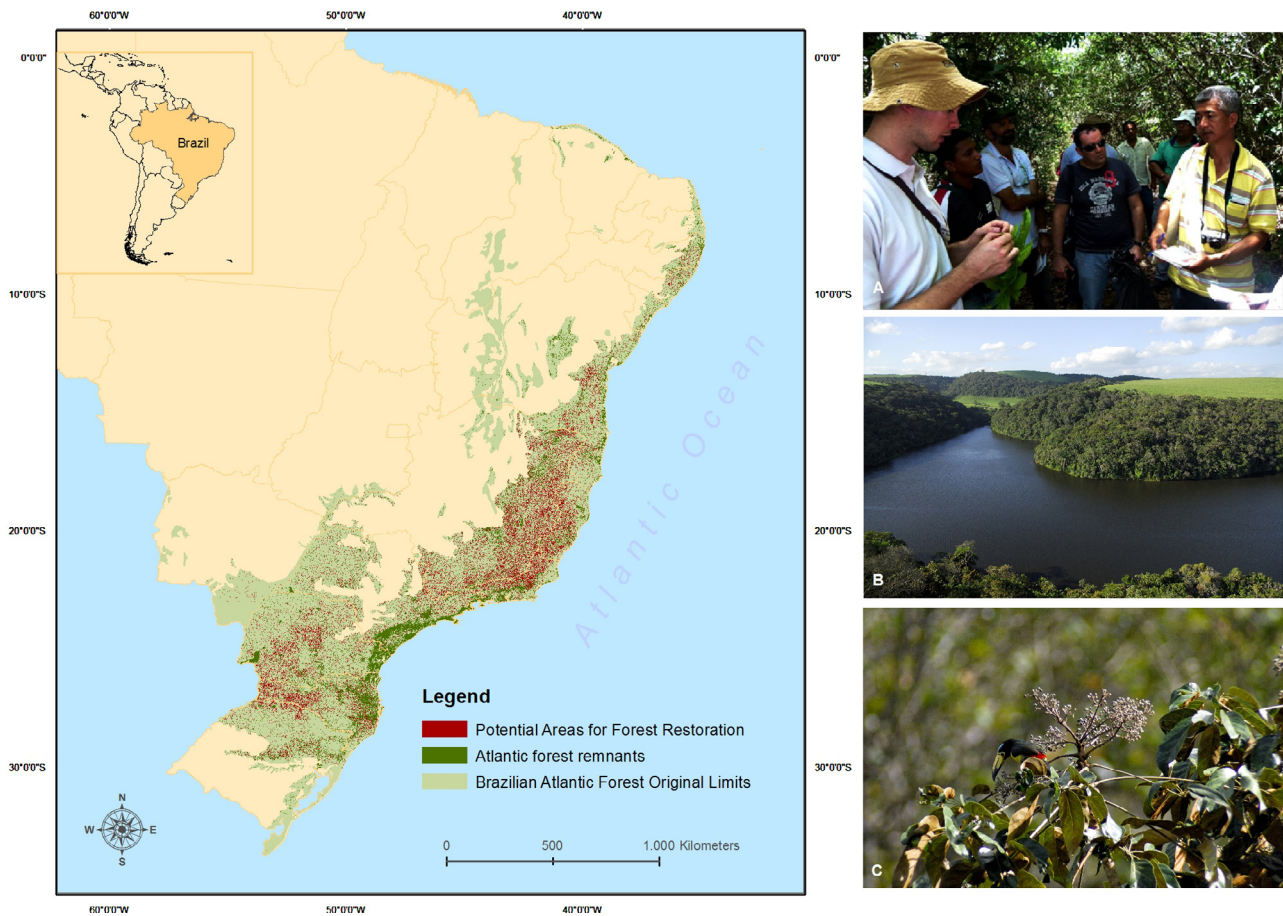 60°0'0"W
50°0'0"W
40°0'0"W
0°0'0"
0°0'0"
Brazil
A
10°0'0"S
10°0'0"S
Atlantic Ocean
B
20°0'0"S
20°0'0"S
Legend
Potential Areas for Forest Restoration
Atlantic forest remnants
Brazilian Atlantic Forest Original Limits
30°0'0"S
30°0'0"S
N
W
E
S
0
500
1.000 Kilometers
C
60°0'0"W
50°0'0"W
40°0'0"W